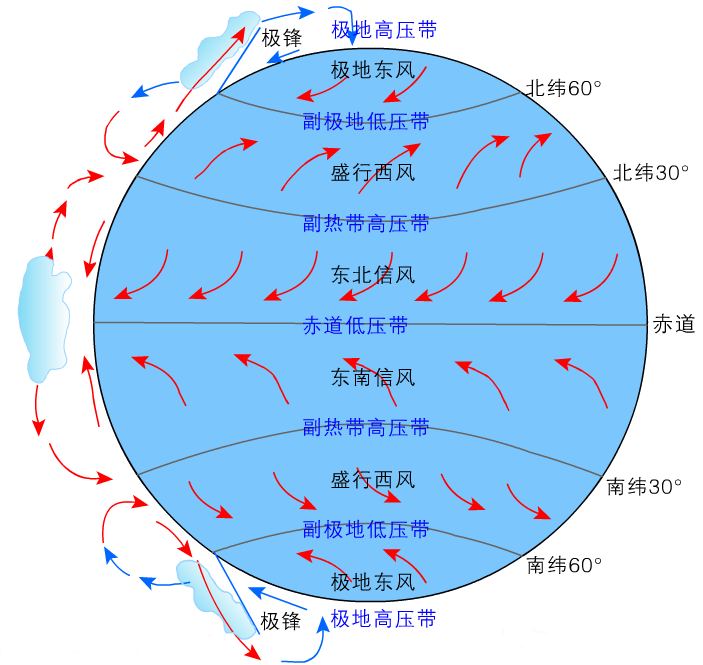 极地高压带
极锋
极地东风
北纬60°
副极地低压带
盛行西风
北纬30°
副热带高压带
东北信风
赤道低压带
赤道
东南信风
副热带高压带
盛行西风
南纬30°
副极地低压带
南纬60°
极地东风
极锋
极地高压带